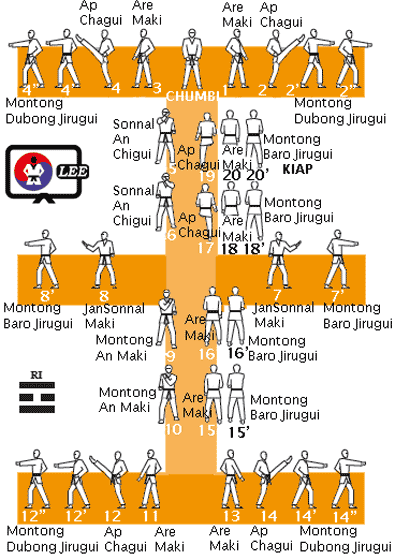 Ap
Chagui
Are
Maki
Are
Maki
Ap
Chagui
4"
4'
4
3
CHUMBI
1
2
2'
2"
Montong
Dubong Jirugui
Montong
Dubong Jirugui
Sonnal
An
Chigui
5
Ap
Chagui
19
Are
Maki
20
20'
Montong
Baro Jirugui
KIAP
LEE
Sonnal
An
Chigui
6
Ap
Chagui
17
Are
Maki
18
18'
Montong
Baro Jirugui
8'
8
7
7'
Montong
Baro Jirugui
JanSonnal
Maki
JanSonnal
Maki
Montong
Baro Jirugui
Montong
An Maki
9
Are
Maki
16
16'
Montong
Baro Jirugui
RI
Montong
An Maki
10
Are
Maki
15
15'
Montong
Baro Jirugui
12"
12'
12
11
13
14
14'
14"
Montong
Dubong Jirugui
Ap
Chagui
Are
Maki
Are
Maki
Ap
Chagui
Montong
Dubong Jirugui